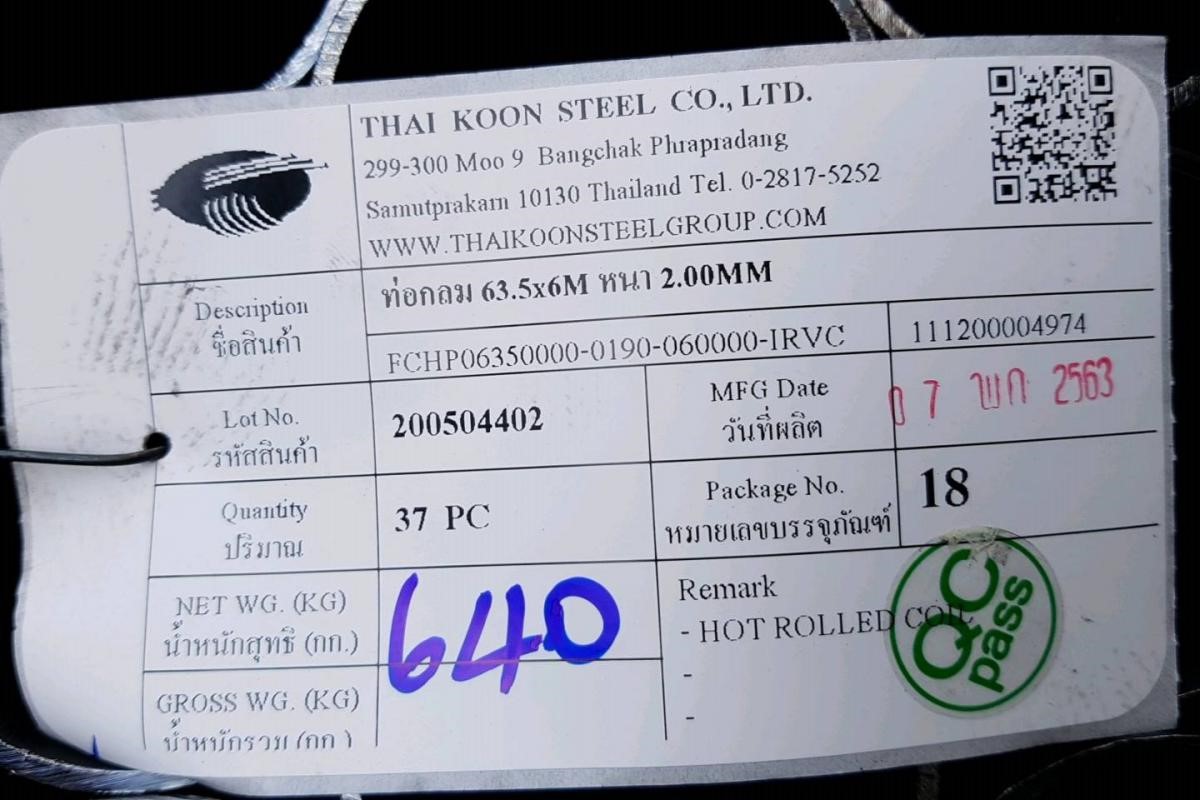 THAI KOON STEEL CO., LTD.
299-300 Moo 9 Bangchak Phrapradang
Samutprakarn 10130 Thailand Tel. 0-2817-5252
WWW.THAIKOONSTEELGROUP.COM
Description
ชื่อสินค้า
ท่อกลม 63.5x6M หนา 2.00MM
FCHP06350000-0190-060000-IRVC
111200004974
Lot No.
รหัสสินค้า
200504402
MFG Date
วันที่ผลิต
07 พค 2563
Quantity
ปริมาณ
37 PC
Package No.
หมายเลขบรรจุภัณฑ์
18
NET WG. (KG)
น้ำหนักสุทธิ (กก.)
640
Remark
- HOT ROLLED COIL
-
-
QC
pass
GROSS WG. (KG)
น้ำหนักรวม (กก.)